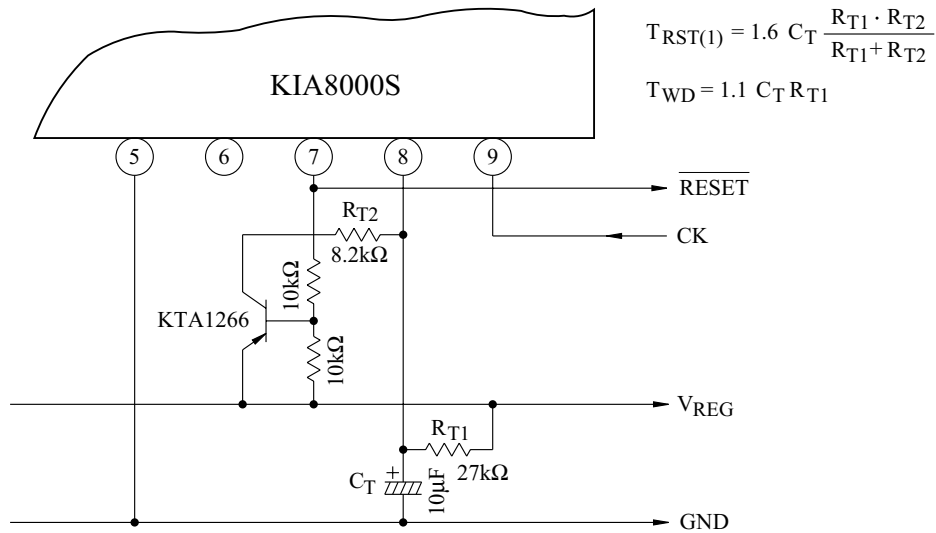 T_RST(1) = 1.6 C_T (R_T1 · R_T2) / (R_T1 + R_T2)
T_WD = 1.1 C_T R_T1
KIA8000S
5 6 7 8 9
RESET
R_T2
8.2kΩ
CK
10kΩ
KTA1266
10kΩ
V_REG
R_T1
27kΩ
C_T
+
10μF
GND